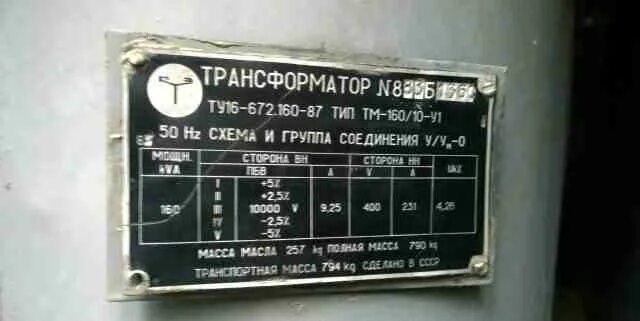 ТРАНСФОРМАТОР
ТУ16-672.160-87 ТИП ТМ-160/10-У1
50 Hz СХЕМА И ГРУППА СОЕДИНЕНИЯ У/Ун-0
МОЩН. kVA СТОРОНА ВН СТОРОНА НН Uk%
ПБВ A V A
I +5%
II +2,5%
160 III 10000 V 9,25 400 231 4,26
IV -2,5%
V -5%
МАССА МАСЛА 257 kg ПОЛНАЯ МАССА 790 kg
ТРАНСПОРТНАЯ МАССА 794 kg СДЕЛАНО В СССР